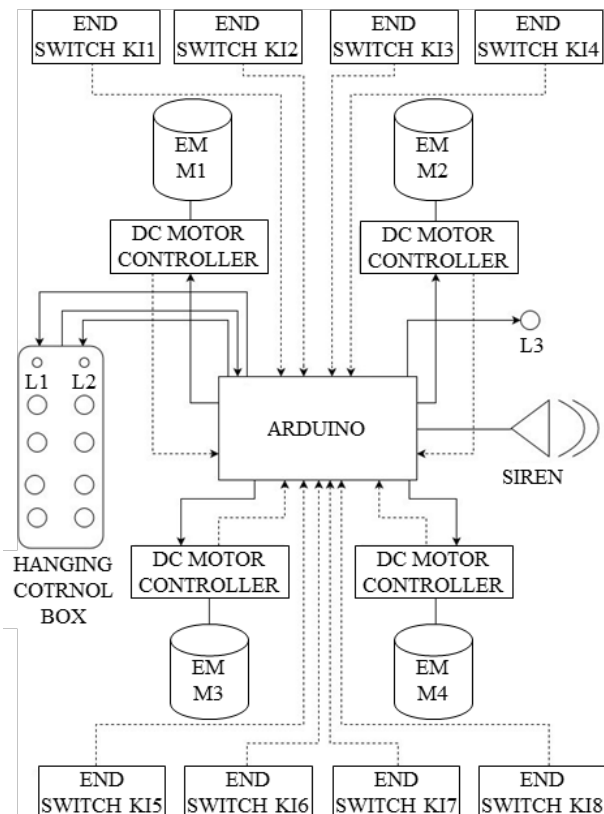 END
SWITCH KI1
END
SWITCH KI2
END
SWITCH KI3
END
SWITCH KI4
EM
M1
EM
M2
DC MOTOR
CONTROLLER
DC MOTOR
CONTROLLER
L3
L1 L2
ARDUINO
SIREN
HANGING
COTRNOL
BOX
DC MOTOR
CONTROLLER
DC MOTOR
CONTROLLER
EM
M3
EM
M4
END
SWITCH KI5
END
SWITCH KI6
END
SWITCH KI7
END
SWITCH KI8